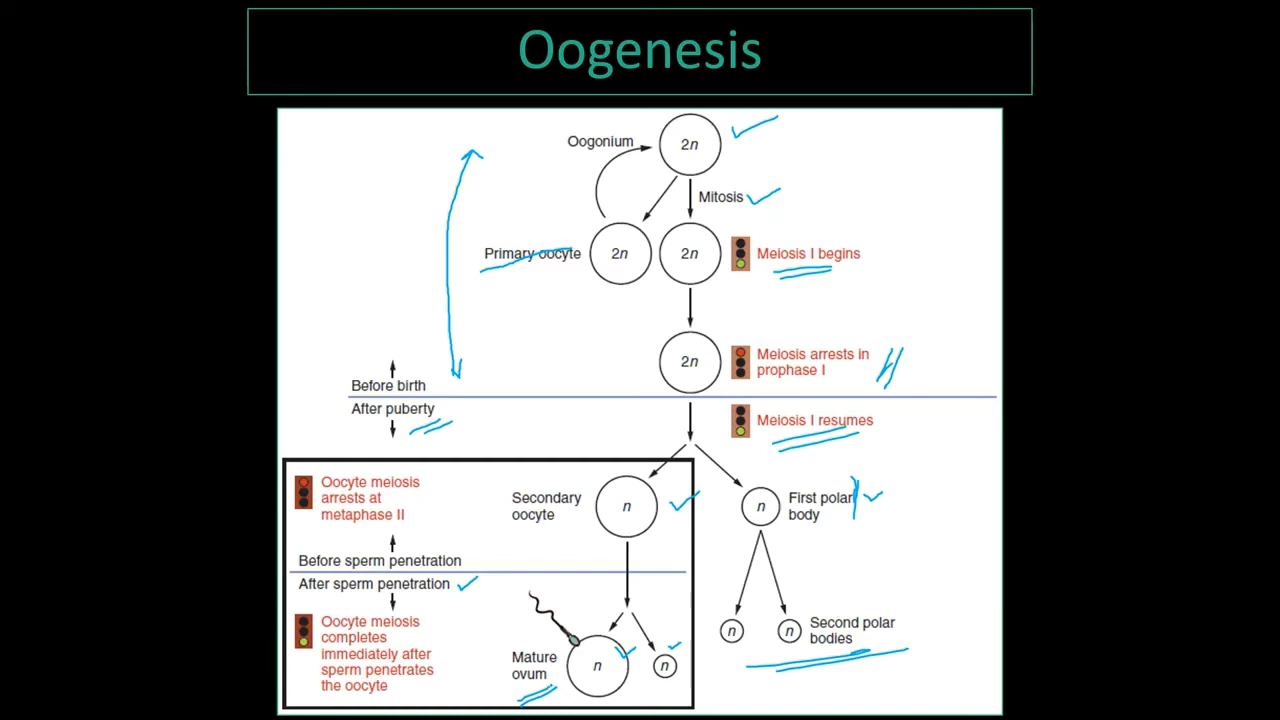 Oogenesis
Oogonium
2n
Mitosis
Primary oocyte
2n
2n
Meiosis I begins
2n
Meiosis arrests in
prophase I
Before birth
After puberty
Meiosis I resumes
Oocyte meiosis
arrests at
metaphase II
Secondary
oocyte
n
n
First polar
body
Before sperm penetration
After sperm penetration
Oocyte meiosis
completes
immediately after
sperm penetrates
the oocyte
Mature
ovum
n
n
n
n
Second polar
bodies